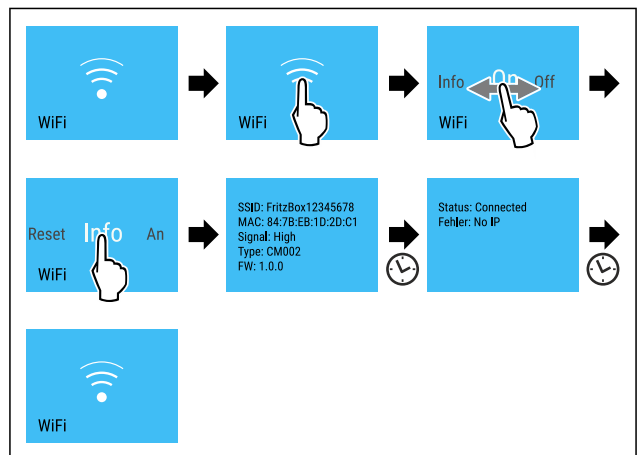 WiFi
WiFi
Info On Off
WiFi
Reset Info An
WiFi
SSID: FritzBox12345678
MAC: 84:7B:EB:1D:2D:C1
Signal: High
Type: CM002
FW: 1.0.0
Status: Connected
Fehler: No IP
WiFi